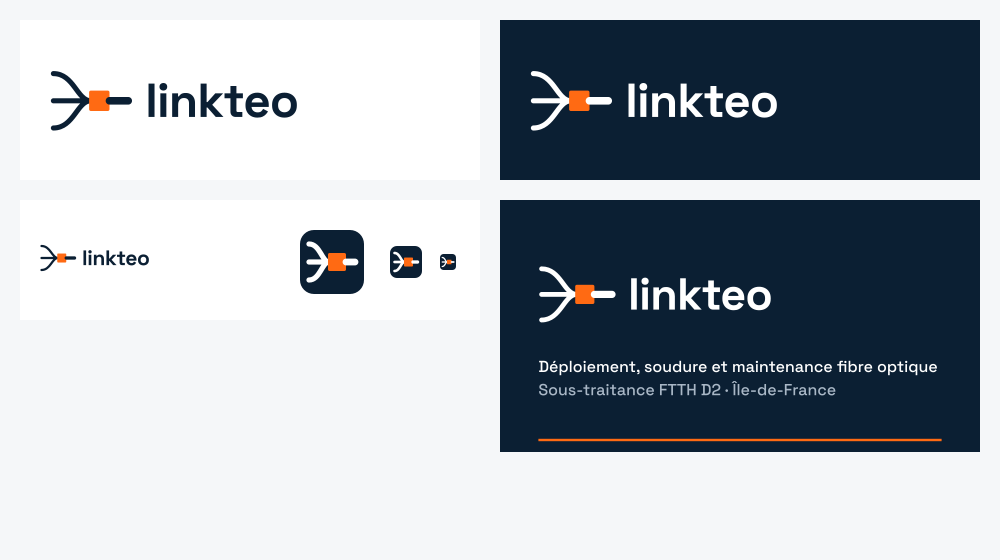 linkteo
linkteo
linkteo
linkteo
Déploiement, soudure et maintenance fibre optique
Sous-traitance FTTH D2 · Île-de-France